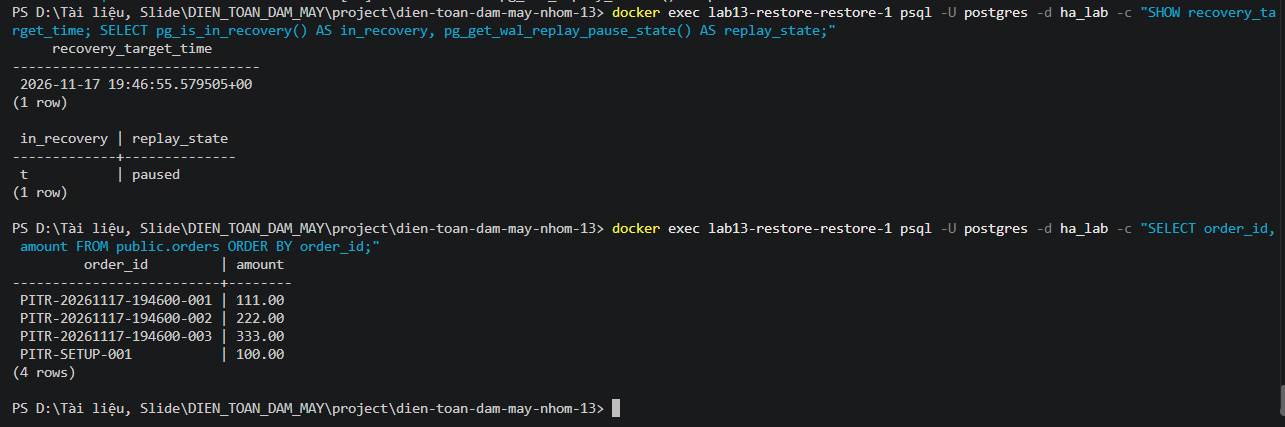 PS D:\Tài liệu, Slide\DIEN_TOAN_DAM_MAY\project\dien-toan-dam-may-nhom-13> docker exec lab13-restore-restore-1 psql -U postgres -d ha_lab -c "SHOW recovery_ta
rget_time; SELECT pg_is_in_recovery() AS in_recovery, pg_get_wal_replay_pause_state() AS replay_state;"
     recovery_target_time
-------------------------------
 2026-11-17 19:46:55.579505+00
(1 row)
 in_recovery | replay_state
-------------+--------------
 t           | paused
(1 row)
PS D:\Tài liệu, Slide\DIEN_TOAN_DAM_MAY\project\dien-toan-dam-may-nhom-13> docker exec lab13-restore-restore-1 psql -U postgres -d ha_lab -c "SELECT order_id,
 amount FROM public.orders ORDER BY order_id;"
         order_id         | amount
--------------------------+--------
 PITR-20261117-194600-001 | 111.00
 PITR-20261117-194600-002 | 222.00
 PITR-20261117-194600-003 | 333.00
 PITR-SETUP-001           | 100.00
(4 rows)
PS D:\Tài liệu, Slide\DIEN_TOAN_DAM_MAY\project\dien-toan-dam-may-nhom-13>